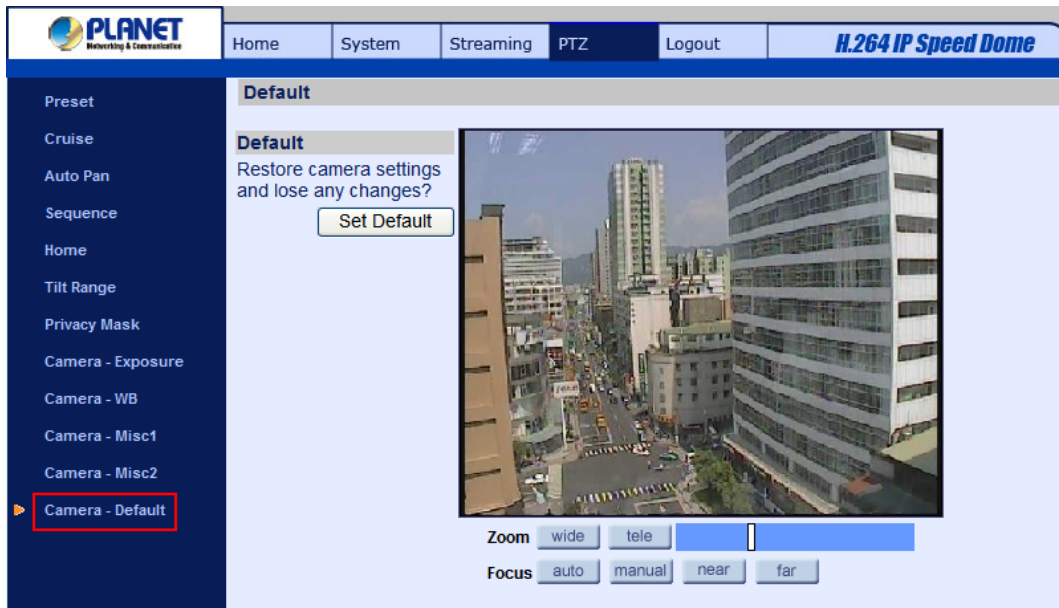 PLANET
Networking & Communication
Home
System
Streaming
PTZ
Logout
H.264 IP Speed Dome
Preset
Cruise
Auto Pan
Sequence
Home
Tilt Range
Privacy Mask
Camera - Exposure
Camera - WB
Camera - Misc1
Camera - Misc2
Camera - Default
Default
Default
Restore camera settings
and lose any changes?
Set Default
Zoom wide tele
Focus auto manual near far